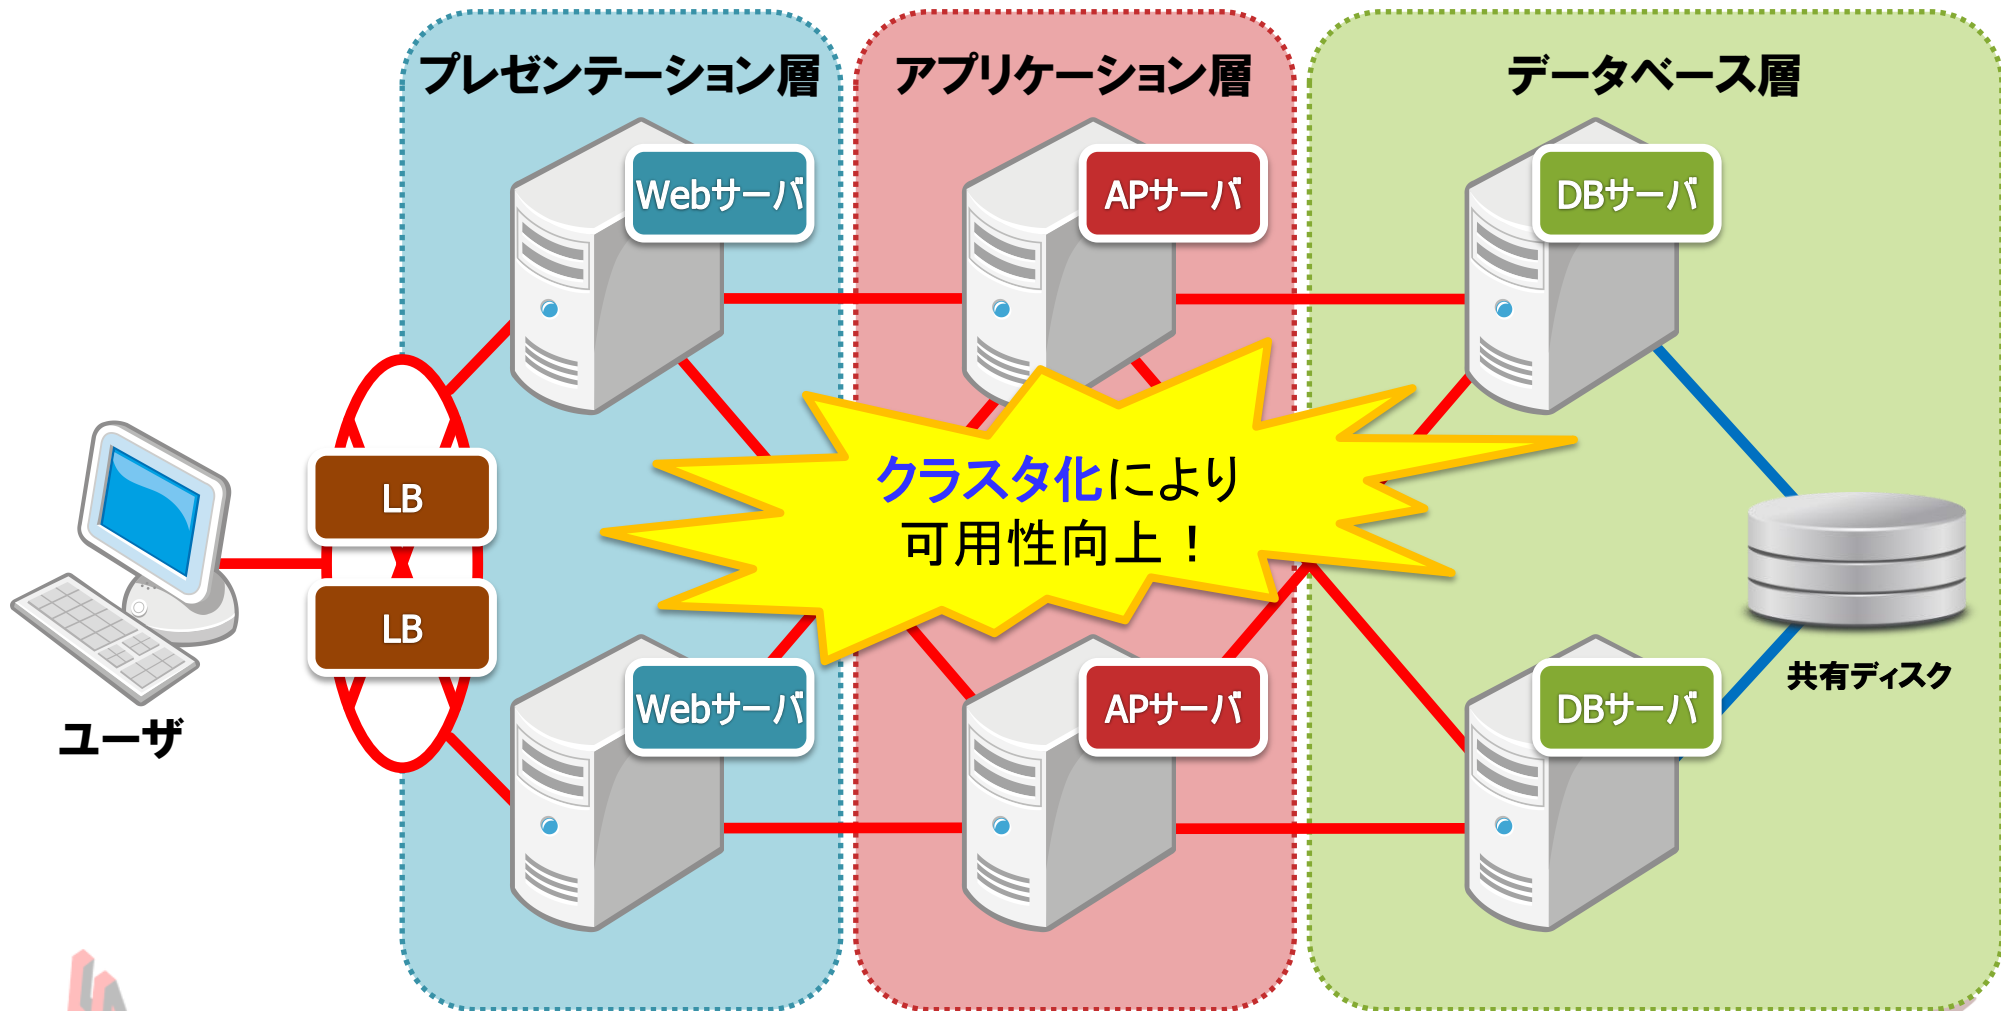 プレゼンテーション層
アプリケーション層
データベース層
Webサーバ
APサーバ
DBサーバ
クラスタ化により
可用性向上！
LB
LB
Webサーバ
APサーバ
DBサーバ
共有ディスク
ユーザ